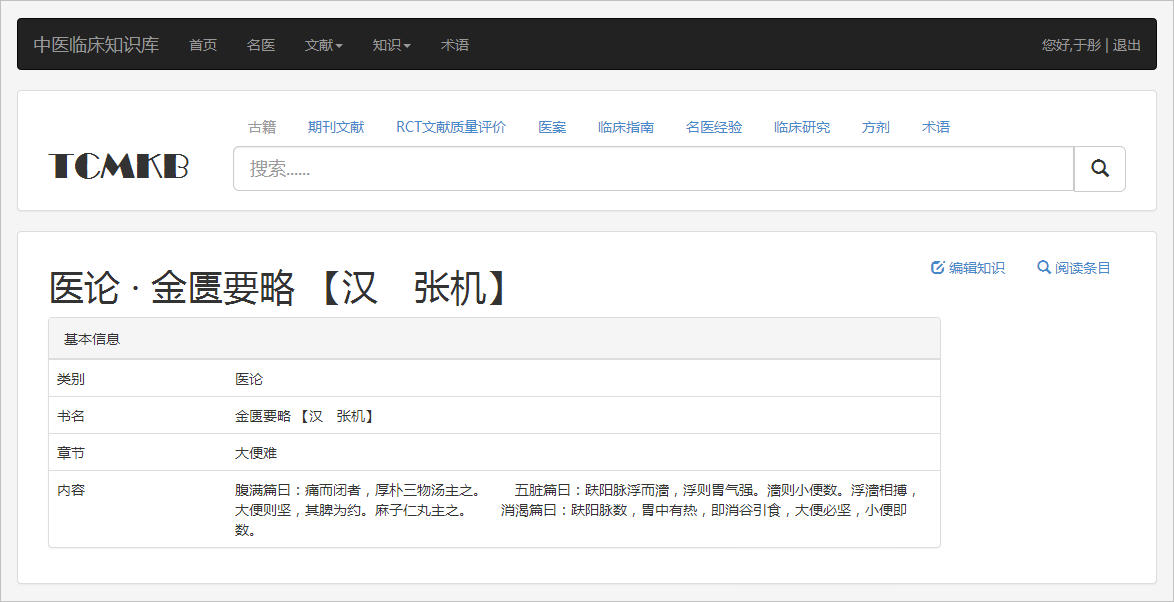 中医临床知识库 首页 名医 文献 知识 术语 您好,于彤 | 退出
古籍 期刊文献 RCT文献质量评价 医案 临床指南 名医经验 临床研究 方剂 术语
TCMKB 搜索......
编辑知识 阅读条目
医论 · 金匮要略 【汉　张机】
基本信息
类别 医论
书名 金匮要略 【汉　张机】
章节 大便难
内容 腹满篇曰：痛而闭者，厚朴三物汤主之。　　五脏篇曰：趺阳脉浮而濇，浮则胃气强。濇则小便数。浮濇相搏，
大便则坚，其脾为约。麻子仁丸主之。　　消渴篇曰：趺阳脉数，胃中有热，即消谷引食，大便必坚，小便即
数。